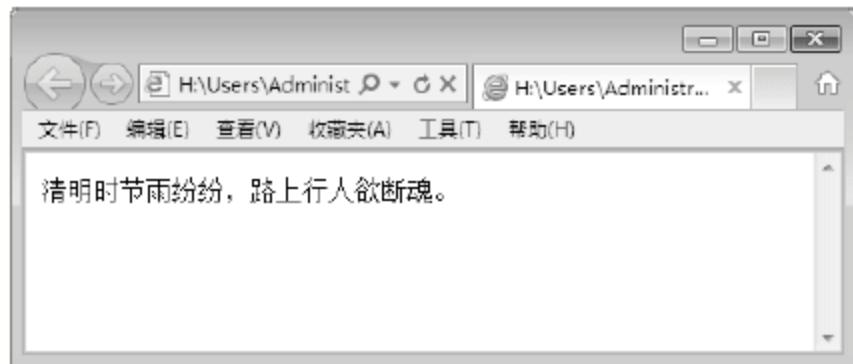 H:\Users\Administ
H:\Users\Administr...
文件(F) 编辑(E) 查看(V) 收藏夹(A) 工具(T) 帮助(H)
清明时节雨纷纷，路上行人欲断魂。